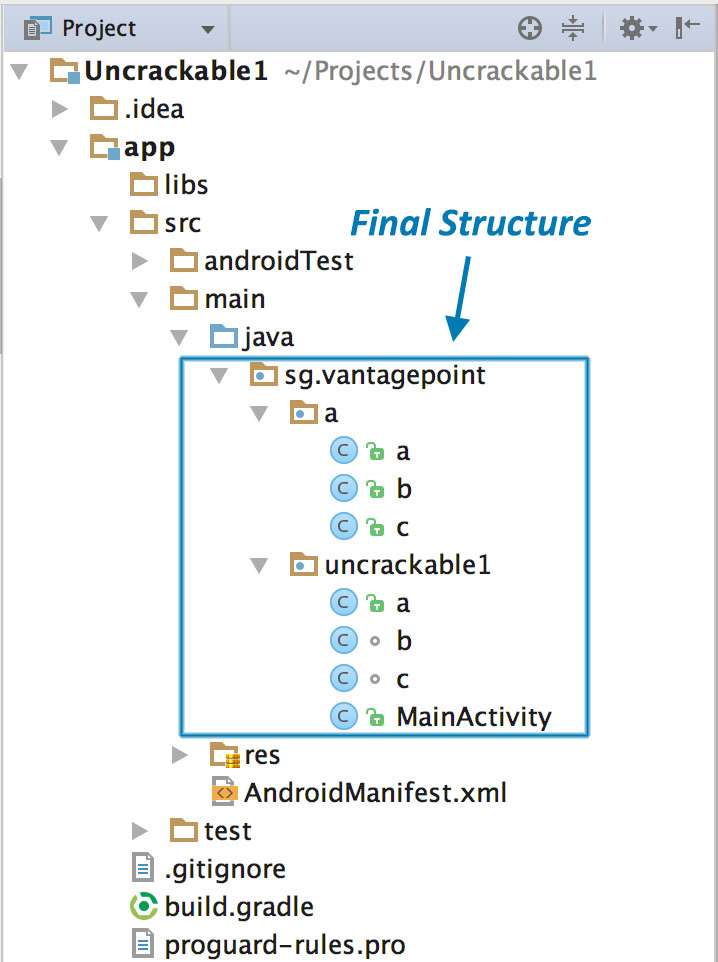 Project
Uncrackable1 ~/Projects/Uncrackable1
.idea
app
libs
src
Final Structure
androidTest
main
java
sg.vantagepoint
a
C a
C b
C c
uncrackable1
C a
C b
C c
C MainActivity
res
<> AndroidManifest.xml
test
.gitignore
build.gradle
proguard-rules.pro